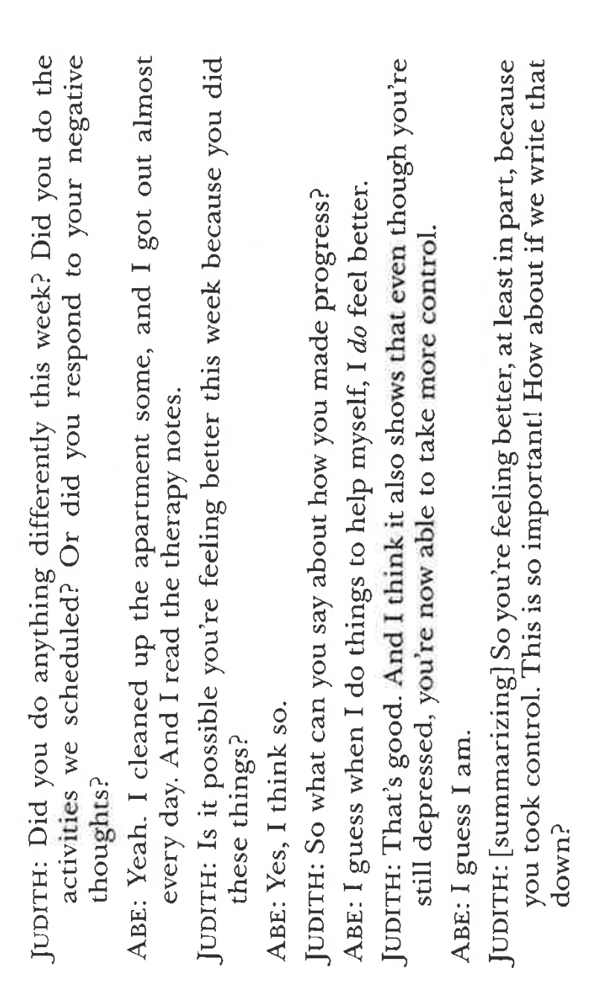 JUDITH: Did you do anything differently this week? Did you do the
activities we scheduled? Or did you respond to your negative
thoughts?
ABE: Yeah. I cleaned up the apartment some, and I got out almost
every day. And I read the therapy notes.
JUDITH: Is it possible you're feeling better this week because you did
these things?
ABE: Yes, I think so.
JUDITH: So what can you say about how you made progress?
ABE: I guess when I do things to help myself, I do feel better.
JUDITH: That's good. And I think it also shows that even though you're
still depressed, you're now able to take more control.
ABE: I guess I am.
JUDITH: [summarizing] So you're feeling better, at least in part, because
you took control. This is so important! How about if we write that
down?